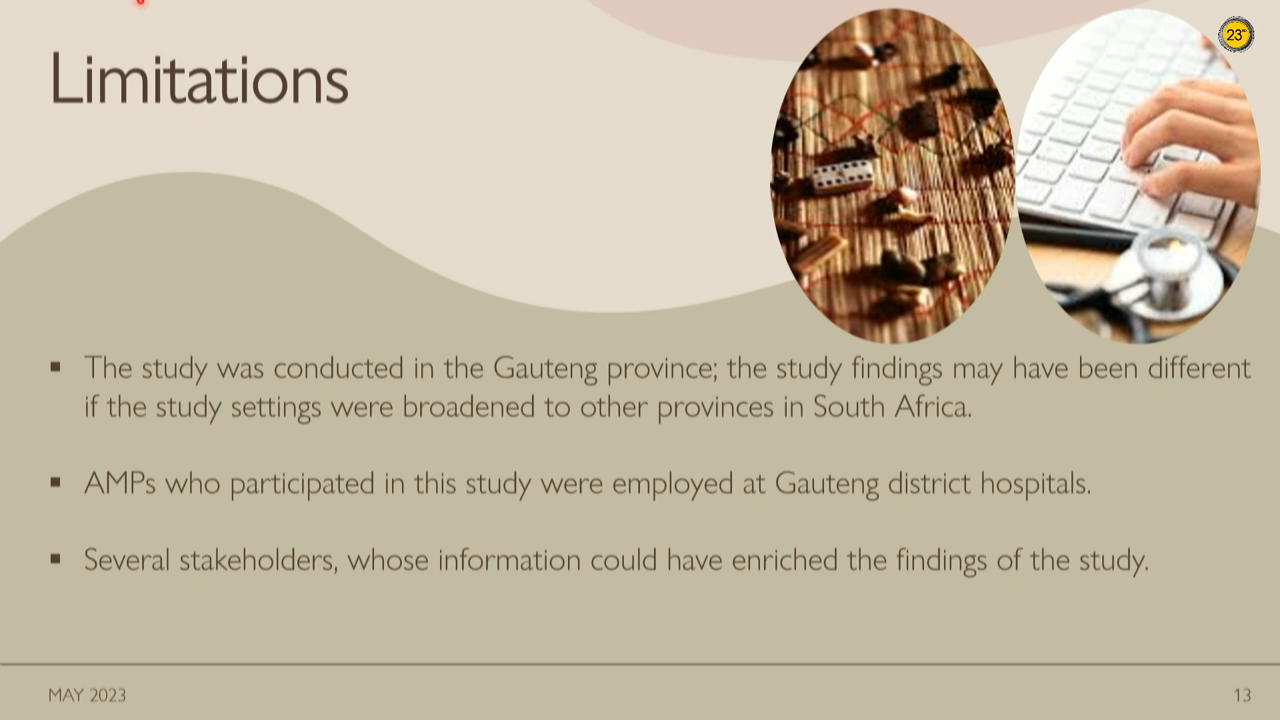 Limitations
23
▪ The study was conducted in the Gauteng province; the study findings may have been different
if the study settings were broadened to other provinces in South Africa.
▪ AMPs who participated in this study were employed at Gauteng district hospitals.
▪ Several stakeholders, whose information could have enriched the findings of the study.
MAY 2023
13